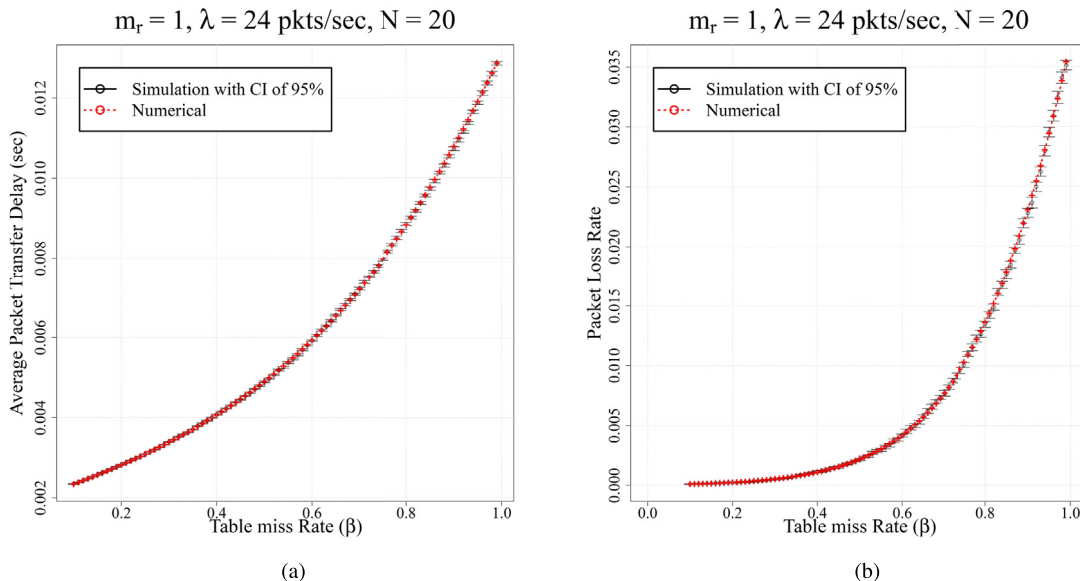 m_r = 1, λ = 24 pkts/sec, N = 20
Simulation with CI of 95%
Numerical
Average Packet Transfer Delay (sec)
0.012
0.010
0.008
0.006
0.004
0.002
0.2 0.4 0.6 0.8 1.0
Table miss Rate (β)
(a)
m_r = 1, λ = 24 pkts/sec, N = 20
Simulation with CI of 95%
Numerical
Packet Loss Rate
0.035
0.030
0.025
0.020
0.015
0.010
0.005
0.000
0.0 0.2 0.4 0.6 0.8 1.0
Table miss Rate (β)
(b)